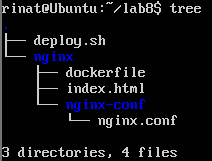 rinat@Ubuntu:~/lab8$ tree
.
├── deploy.sh
└── nginx
    ├── dockerfile
    ├── index.html
    └── nginx-conf
        └── nginx.conf

3 directories, 4 files